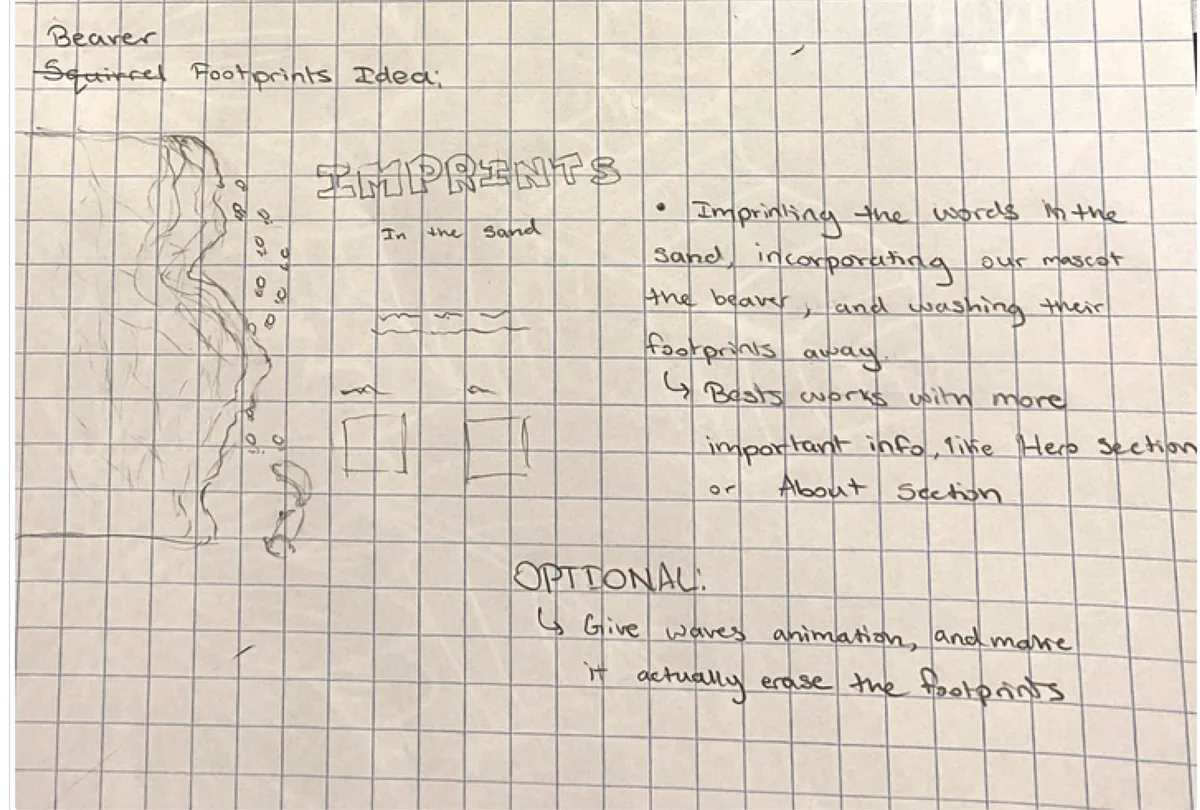 Beaver
Squirrel Footprints Idea:
IMPRINTS
In the sand
• Imprinting the words in the
sand, incorporating our mascot
the beaver, and washing their
footprints away.
↳ Bests works with more
important info, like Hero section
or About Section
OPTIONAL:
↳ Give waves animation, and make
it actually erase the footprints